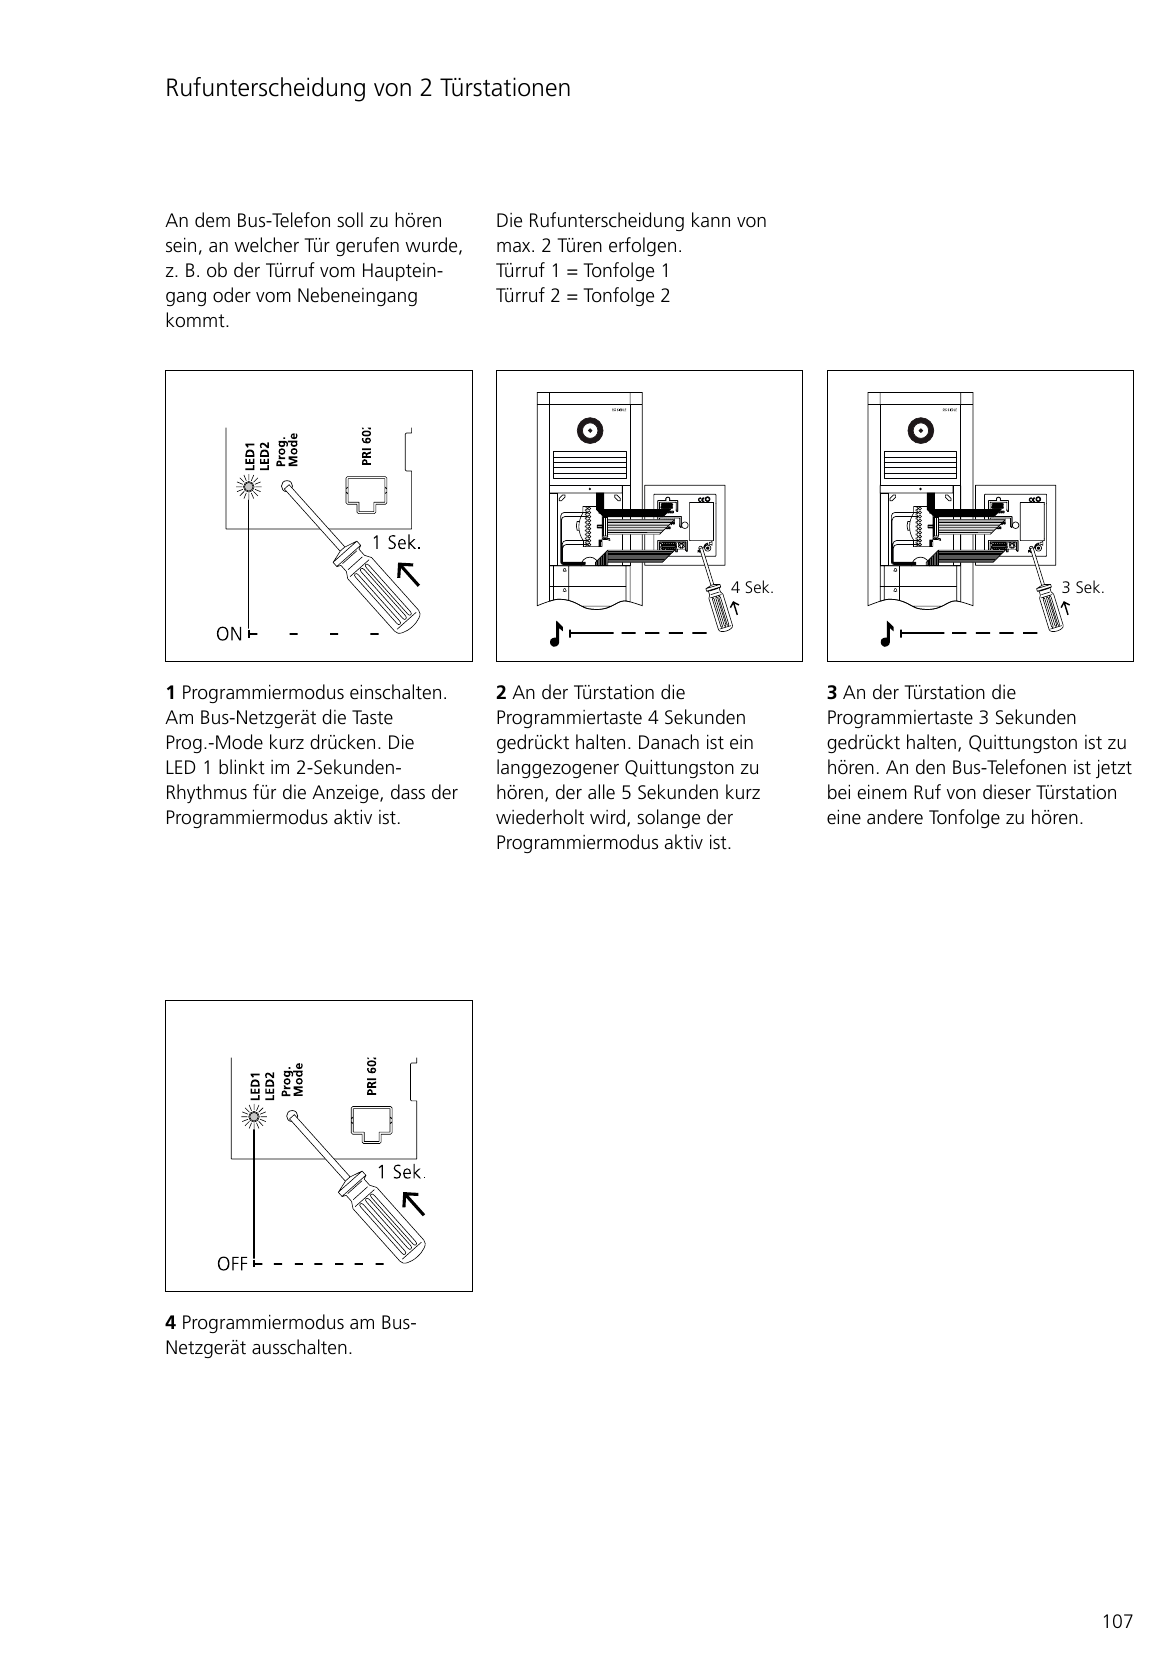 Rufunterscheidung von 2 Türstationen
An dem Bus-Telefon soll zu hören
sein, an welcher Tür gerufen wurde,
z. B. ob der Türruf vom Hauptein-
gang oder vom Nebeneingang
kommt.
Die Rufunterscheidung kann von
max. 2 Türen erfolgen.
Türruf 1 = Tonfolge 1
Türruf 2 = Tonfolge 2
LED1
LED2
Prog.
Mode
PRI 602
1 Sek.
ON
4 Sek.
3 Sek.
1 Programmiermodus einschalten.
Am Bus-Netzgerät die Taste
Prog.-Mode kurz drücken. Die
LED 1 blinkt im 2-Sekunden-
Rhythmus für die Anzeige, dass der
Programmiermodus aktiv ist.
2 An der Türstation die
Programmiertaste 4 Sekunden
gedrückt halten. Danach ist ein
langgezogener Quittungston zu
hören, der alle 5 Sekunden kurz
wiederholt wird, solange der
Programmiermodus aktiv ist.
3 An der Türstation die
Programmiertaste 3 Sekunden
gedrückt halten, Quittungston ist zu
hören. An den Bus-Telefonen ist jetzt
bei einem Ruf von dieser Türstation
eine andere Tonfolge zu hören.
LED1
LED2
Prog.
Mode
PRI 602
1 Sek.
OFF
4 Programmiermodus am Bus-
Netzgerät ausschalten.
107